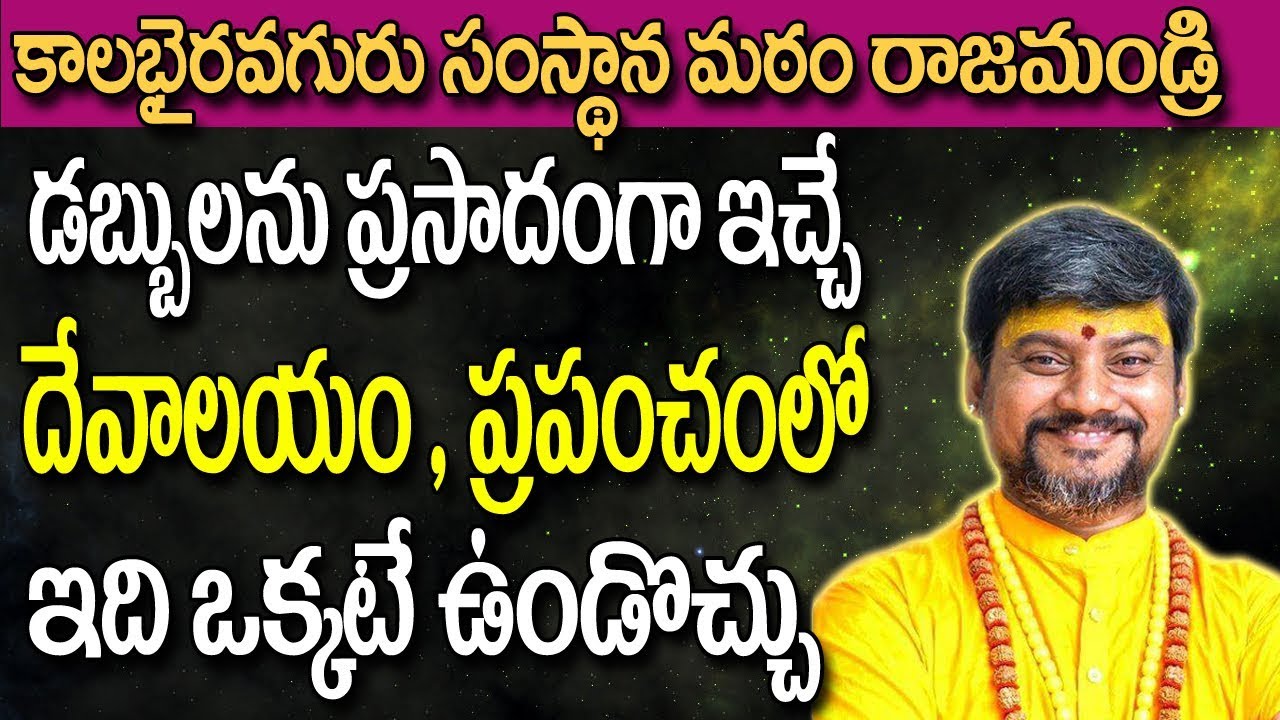 కాలభైరవగురు సంస్థాన మఠం రాజమండ్రి
డబ్బులను ప్రసాదంగా ఇచ్చే
దేవాలయం , ప్రపంచంలో
ఇది ఒక్కటే ఉండొచ్చు